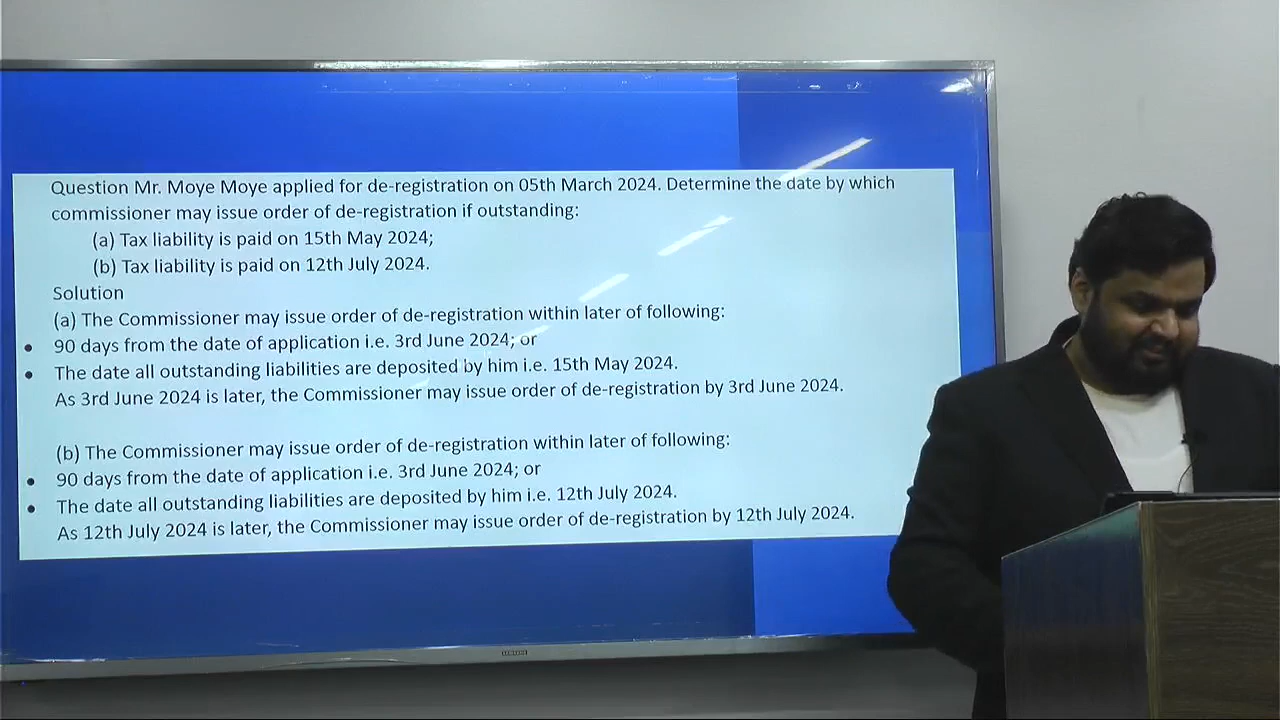 Question Mr. Moye Moye applied for de-registration on 05th March 2024. Determine the date by which
commissioner may issue order of de-registration if outstanding:
(a) Tax liability is paid on 15th May 2024;
(b) Tax liability is paid on 12th July 2024.
Solution
(a) The Commissioner may issue order of de-registration within later of following:
• 90 days from the date of application i.e. 3rd June 2024; or
• The date all outstanding liabilities are deposited by him i.e. 15th May 2024.
As 3rd June 2024 is later, the Commissioner may issue order of de-registration by 3rd June 2024.
(b) The Commissioner may issue order of de-registration within later of following:
• 90 days from the date of application i.e. 3rd June 2024; or
• The date all outstanding liabilities are deposited by him i.e. 12th July 2024.
As 12th July 2024 is later, the Commissioner may issue order of de-registration by 12th July 2024.
SAMSUNG